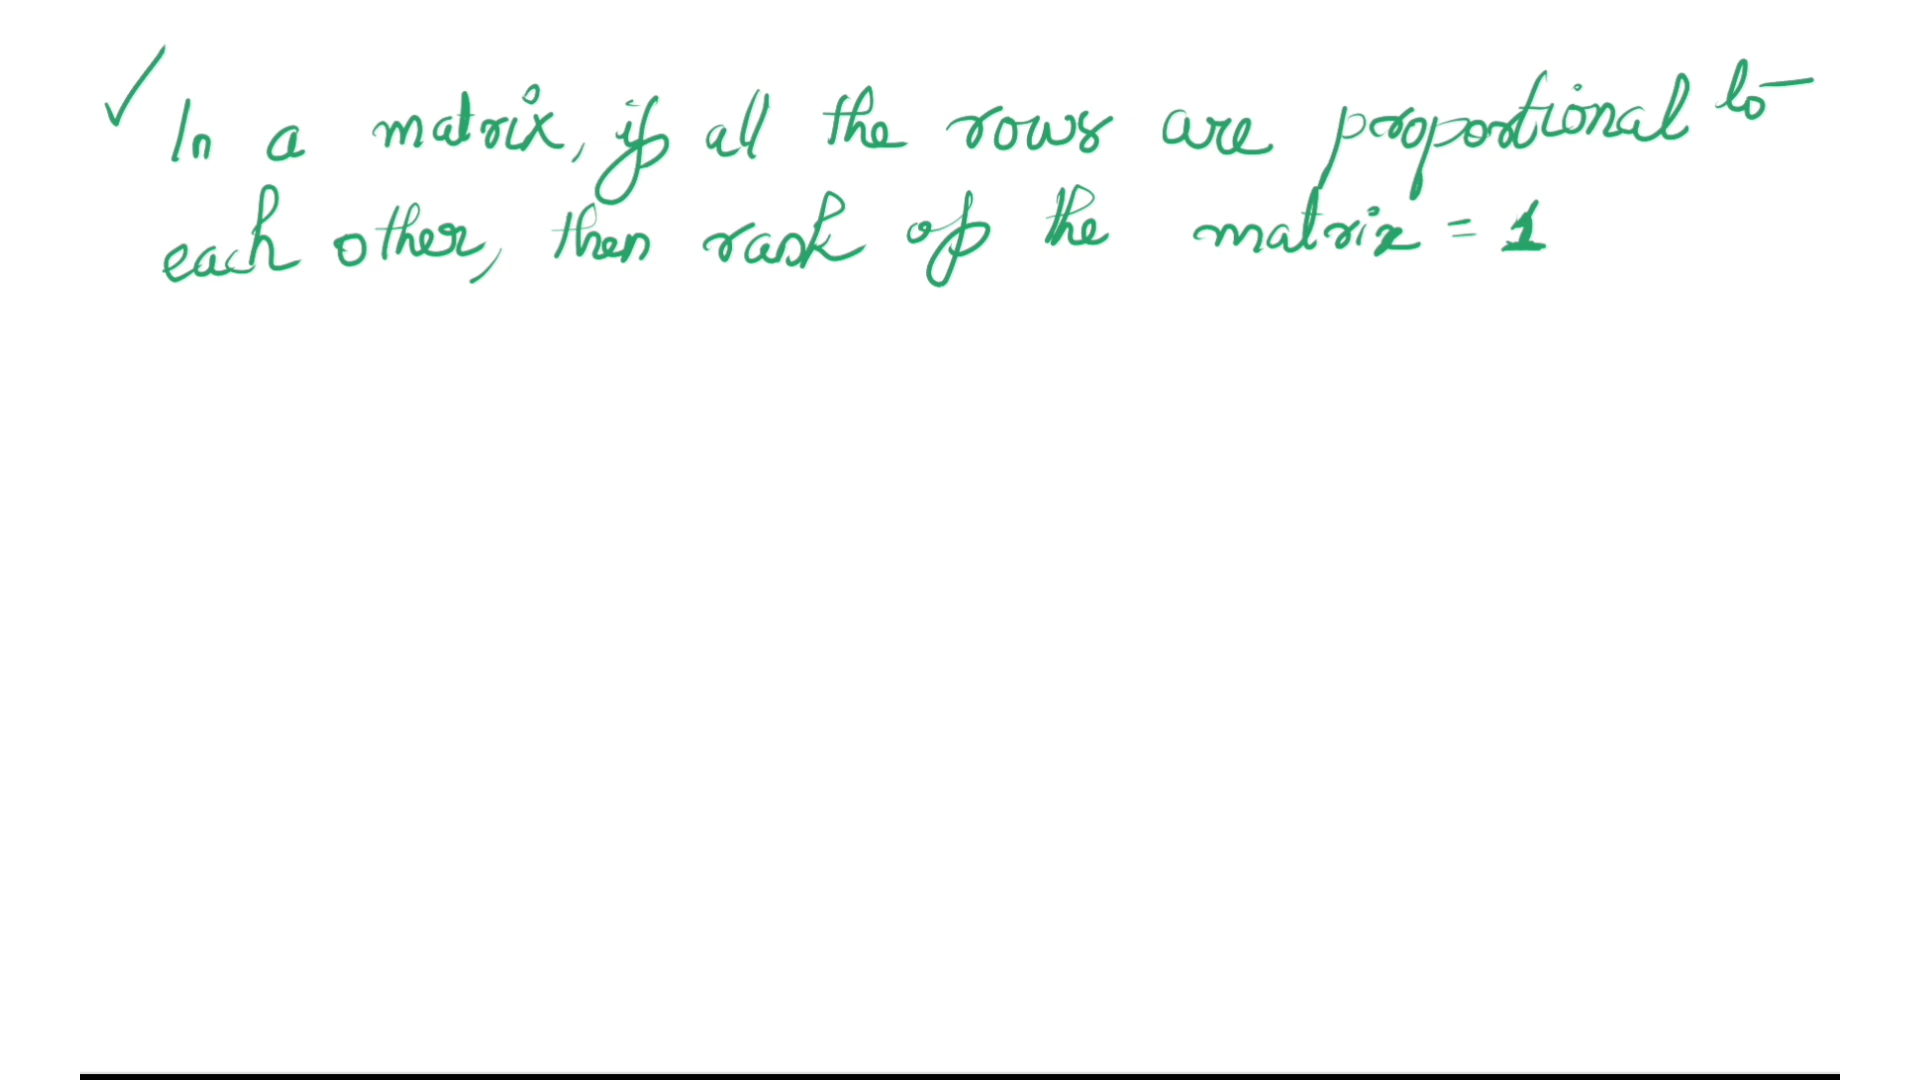 ✓ In a matrix, if all the rows are proportional to
each other, then rank of the matrix = 1